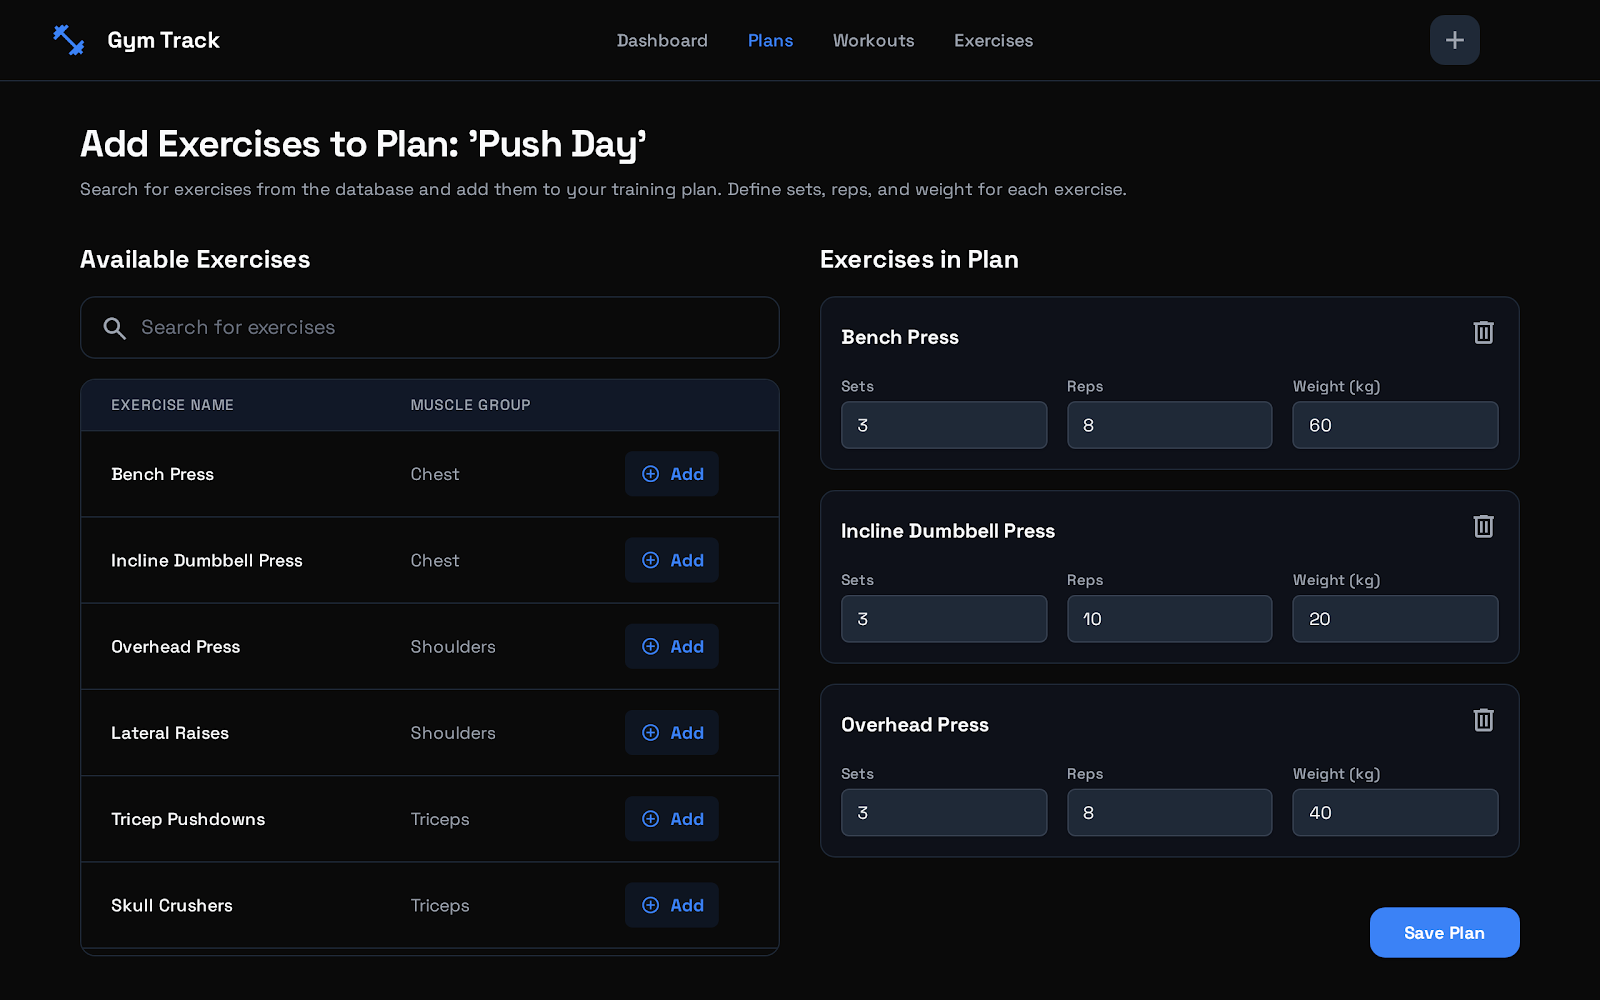 Gym Track
Dashboard
Plans
Workouts
Exercises
Add Exercises to Plan: 'Push Day'
Search for exercises from the database and add them to your training plan. Define sets, reps, and weight for each exercise.
Available Exercises
Search for exercises
EXERCISE NAME MUSCLE GROUP
Bench Press Chest Add
Incline Dumbbell Press Chest Add
Overhead Press Shoulders Add
Lateral Raises Shoulders Add
Tricep Pushdowns Triceps Add
Skull Crushers Triceps Add
Exercises in Plan
Bench Press
Sets Reps Weight (kg)
3 8 60
Incline Dumbbell Press
Sets Reps Weight (kg)
3 10 20
Overhead Press
Sets Reps Weight (kg)
3 8 40
Save Plan